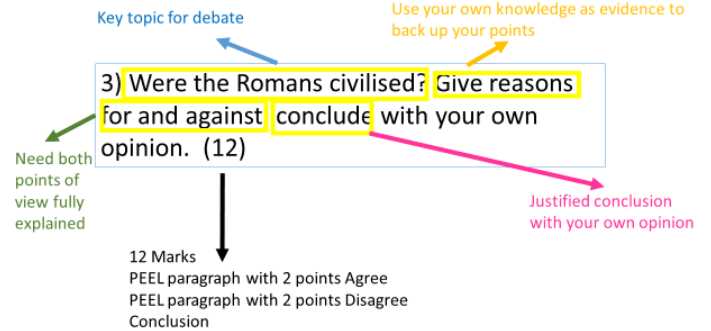 Key topic for debate
Use your own knowledge as evidence to
back up your points
3) Were the Romans civilised? Give reasons
for and against conclude with your own
opinion. (12)
Need both
points of
view fully
explained
Justified conclusion
with your own opinion
12 Marks
PEEL paragraph with 2 points Agree
PEEL paragraph with 2 points Disagree
Conclusion